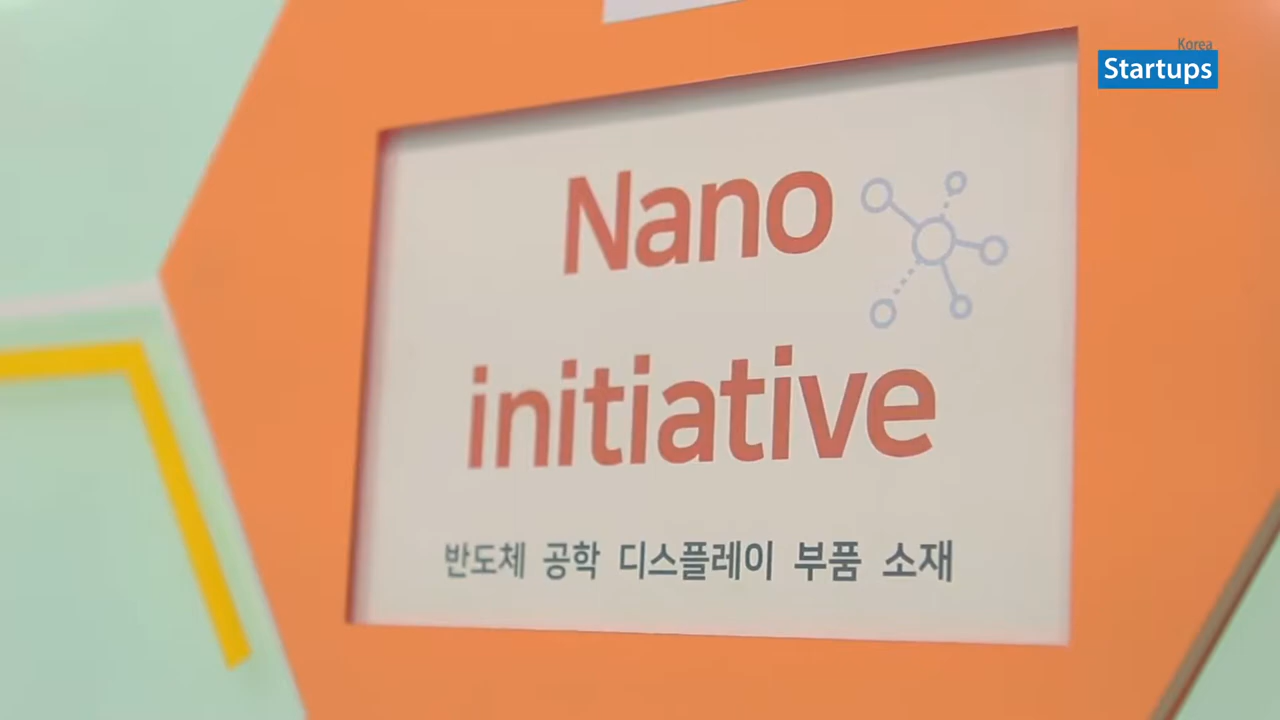 Korea
Startups
Nano
initiative
반도체 공학 디스플레이 부품 소재